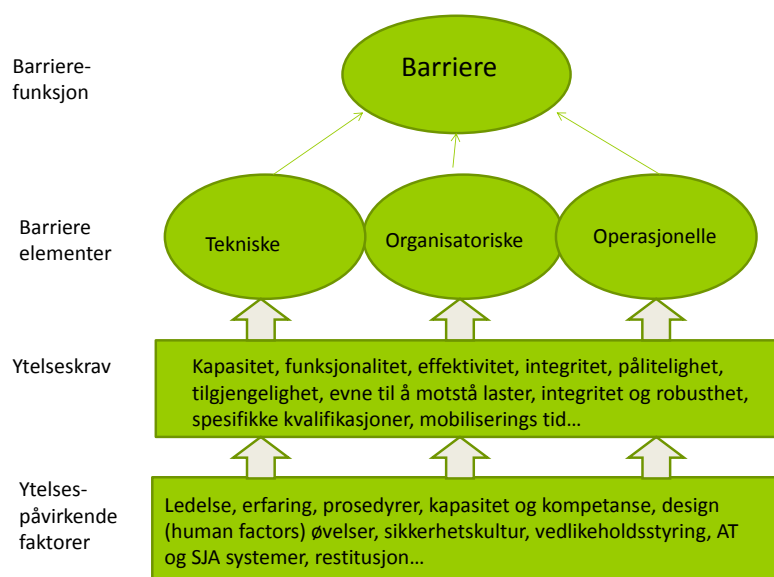 Barriere-
funksjon
Barriere
Barriere
elementer
Tekniske
Organisatoriske
Operasjonelle
Ytelseskrav
Kapasitet, funksjonalitet, effektivitet, integritet, pålitelighet,
tilgjengelighet, evne til å motstå laster, integritet og robusthet,
spesifikke kvalifikasjoner, mobiliserings tid…
Ytelses-
påvirkende
faktorer
Ledelse, erfaring, prosedyrer, kapasitet og kompetanse, design
(human factors) øvelser, sikkerhetskultur, vedlikeholdsstyring, AT
og SJA systemer, restitusjon…